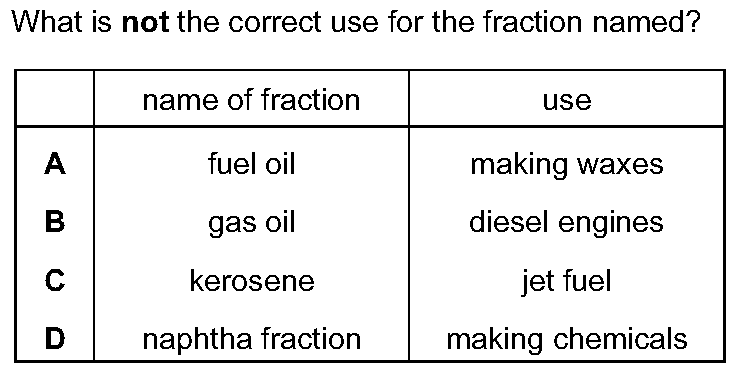 What is not the correct use for the fraction named?
name of fraction use
A fuel oil making waxes
B gas oil diesel engines
C kerosene jet fuel
D naphtha fraction making chemicals